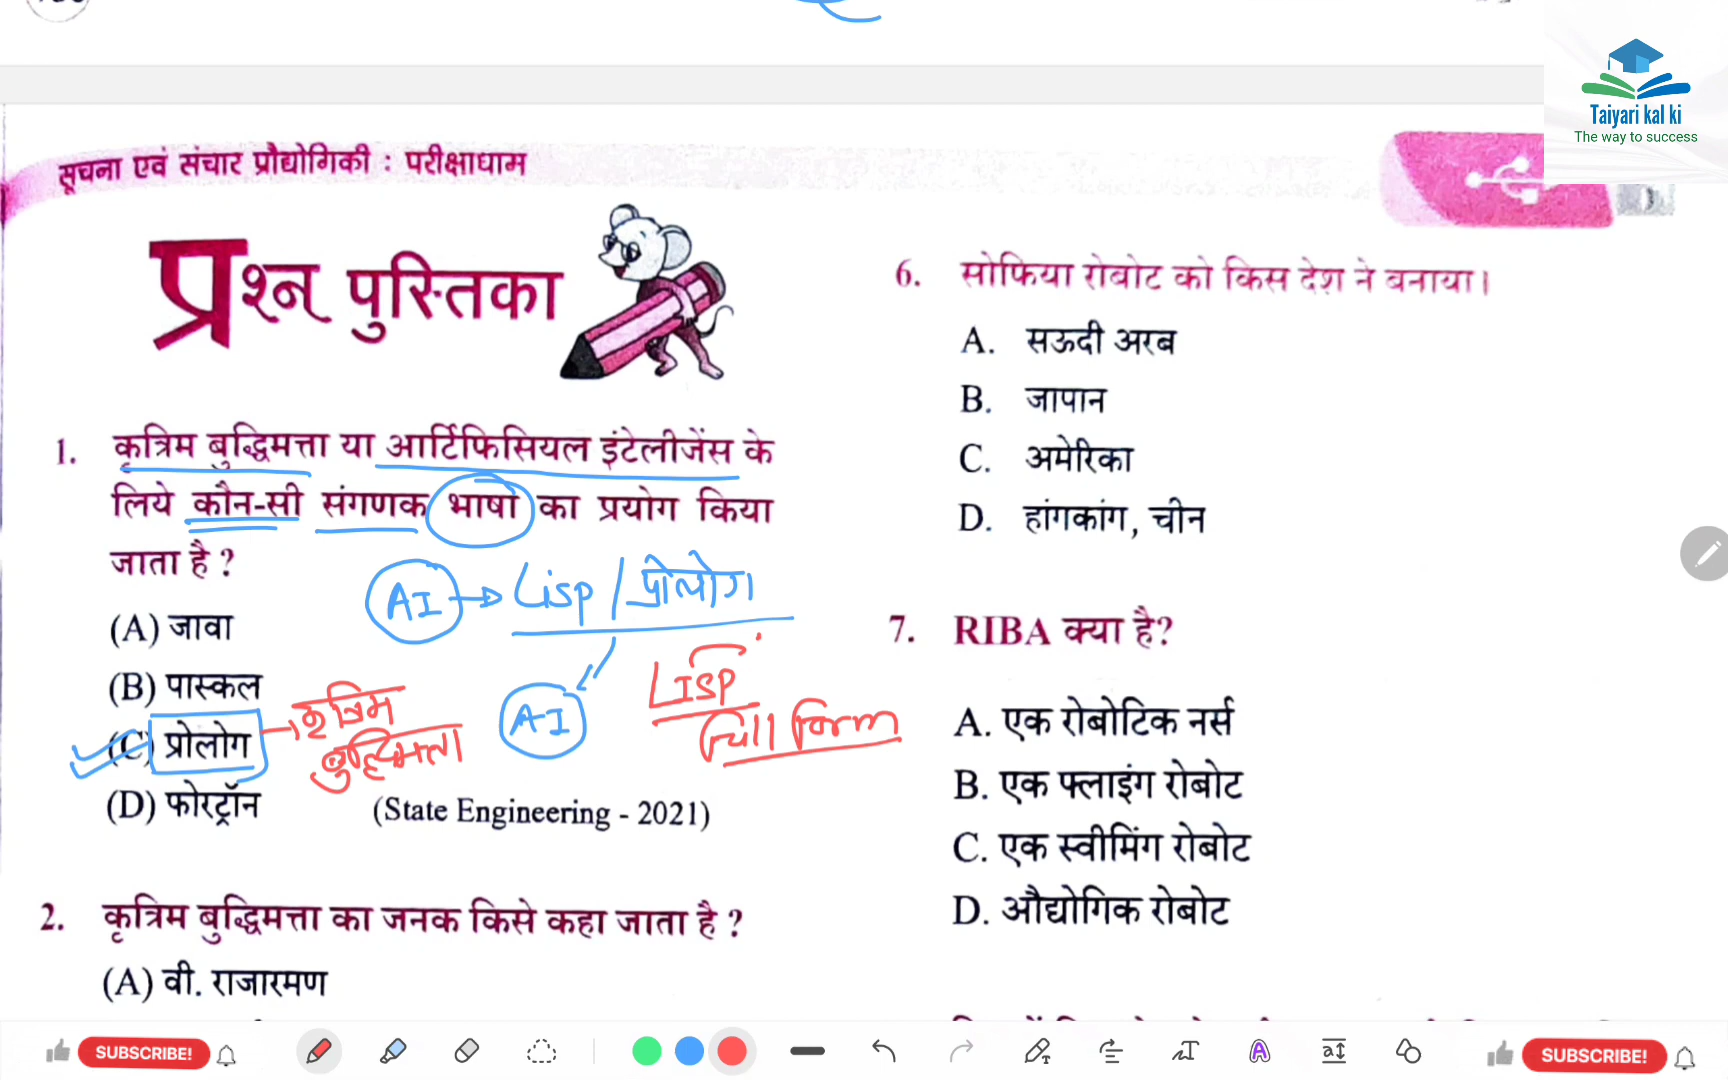 Taiyari kal ki
The way to success
सूचना एवं संचार प्रौद्योगिकी : परीक्षाधाम
प्रश्न पुस्तिका
1. कृत्रिम बुद्धिमत्ता या आर्टिफिसियल इंटेलीजेंस के
लिये कौन-सी संगणक भाषा का प्रयोग किया
जाता है ?
AI → Lisp / प्रोलोग
(A) जावा
(B) पास्कल
(C) प्रोलोग
कृत्रिम
बुद्धिमत्ता
AI
LISP
Full Form
(D) फोरट्रॉन
(State Engineering - 2021)
2. कृत्रिम बुद्धिमत्ता का जनक किसे कहा जाता है ?
(A) वी. राजारमण
6. सोफिया रोबोट को किस देश ने बनाया।
A. सऊदी अरब
B. जापान
C. अमेरिका
D. हांगकांग, चीन
7. RIBA क्या है?
A. एक रोबोटिक नर्स
B. एक फ्लाइंग रोबोट
C. एक स्वीमिंग रोबोट
D. औद्योगिक रोबोट
SUBSCRIBE!
SUBSCRIBE!